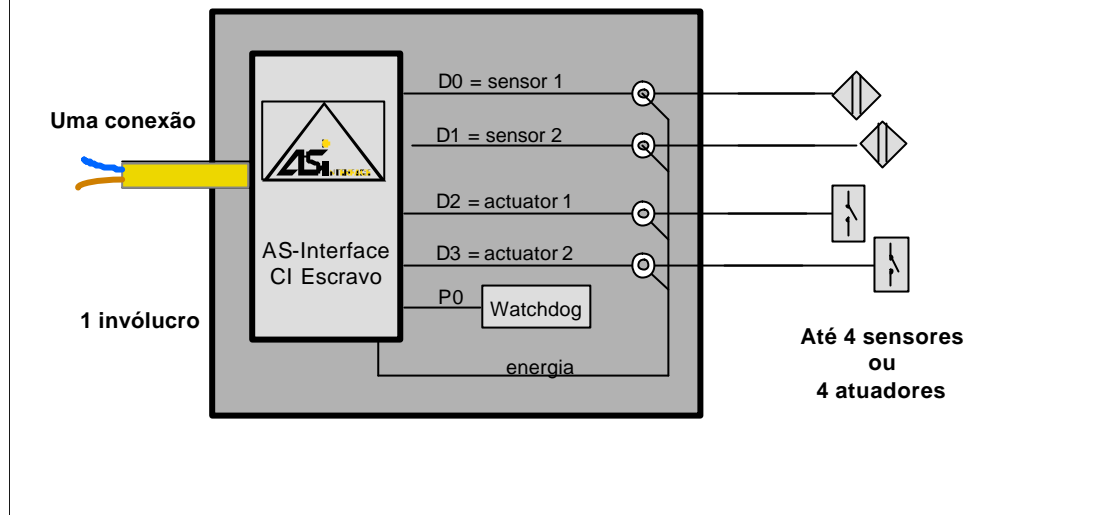 D0 = sensor 1
Uma conexão
D1 = sensor 2
ASi
D2 = actuator 1
AS-Interface
CI Escravo
D3 = actuator 2
P0
Watchdog
1 invólucro
energia
Até 4 sensores
ou
4 atuadores